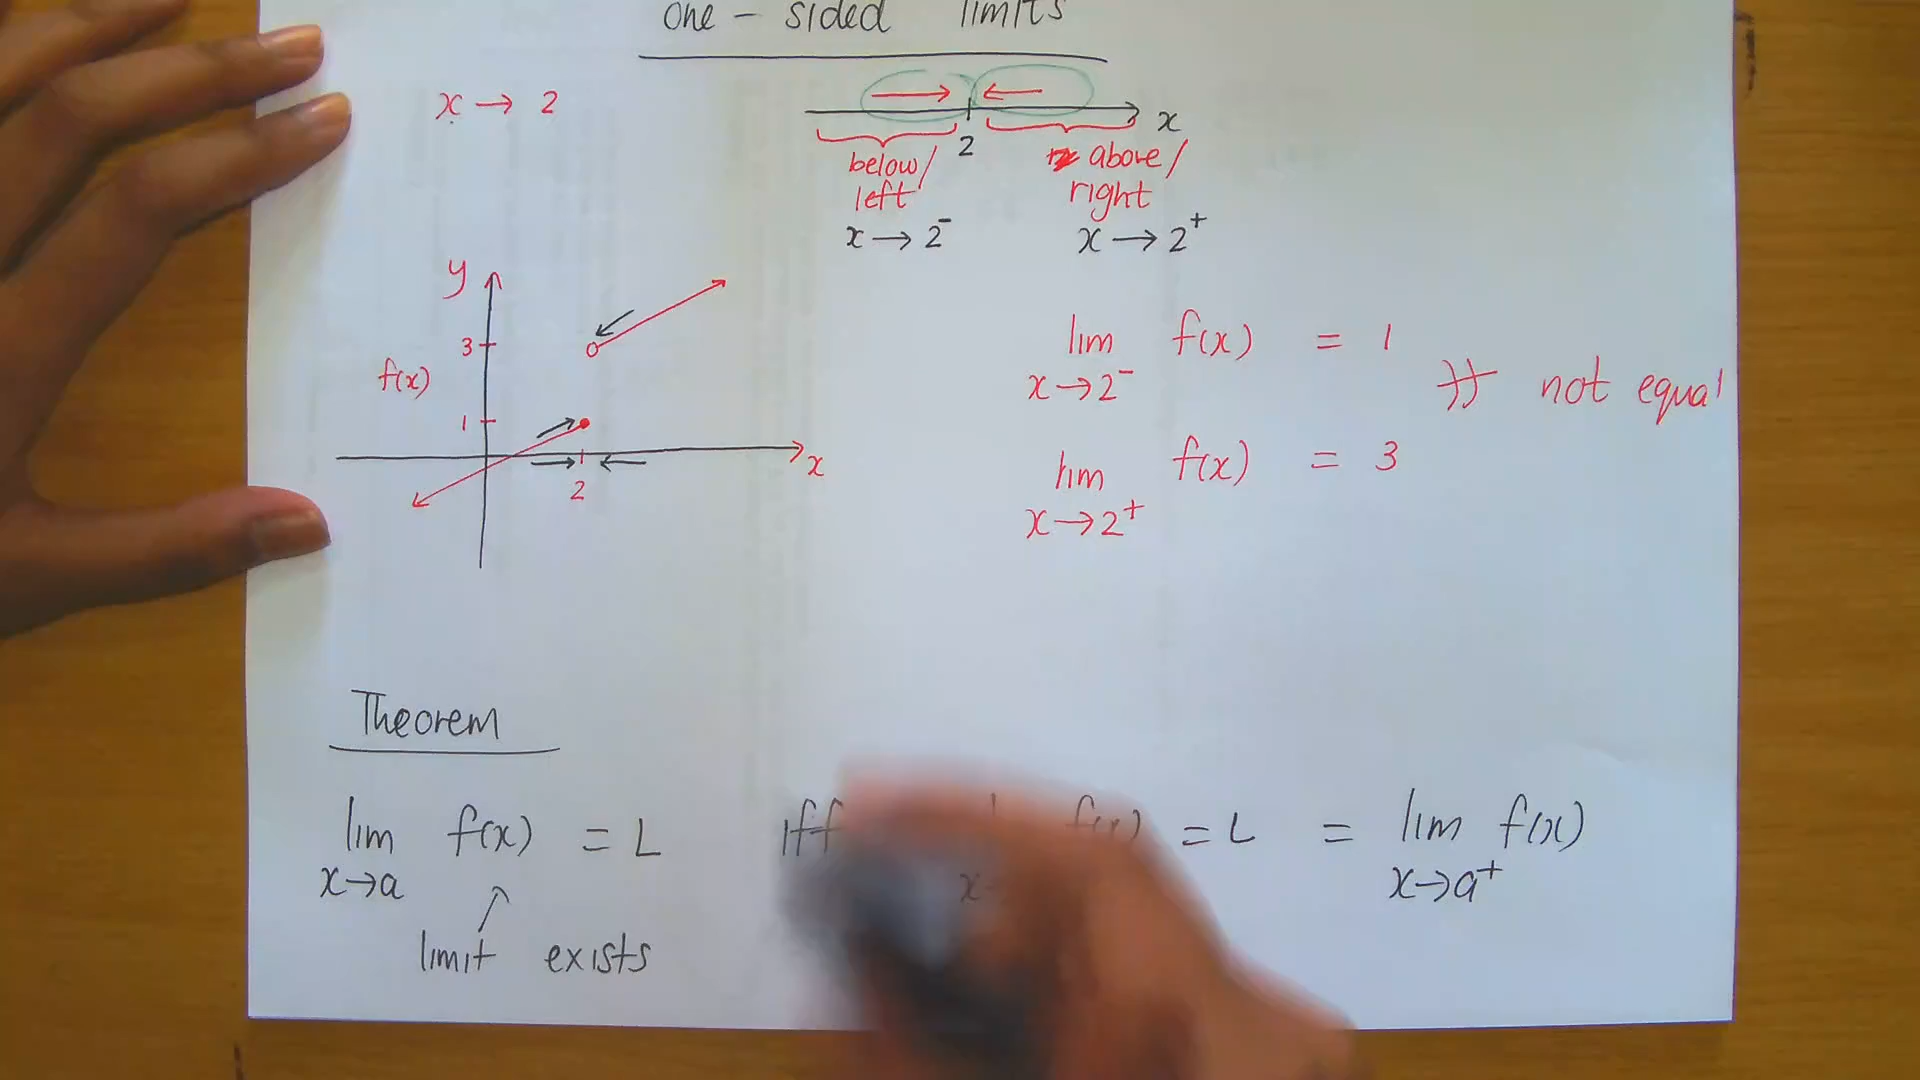 one - sided limits
x → 2
x
2
below/
left
x → 2⁻
above/
right
x → 2⁺
y
3
f(x)
1
2
x
lim f(x) = 1
x→2⁻
not equal
lim f(x) = 3
x→2⁺
Theorem
lim f(x) = L iff f(x) = L = lim f(x)
x→a x→a⁺
limit exists